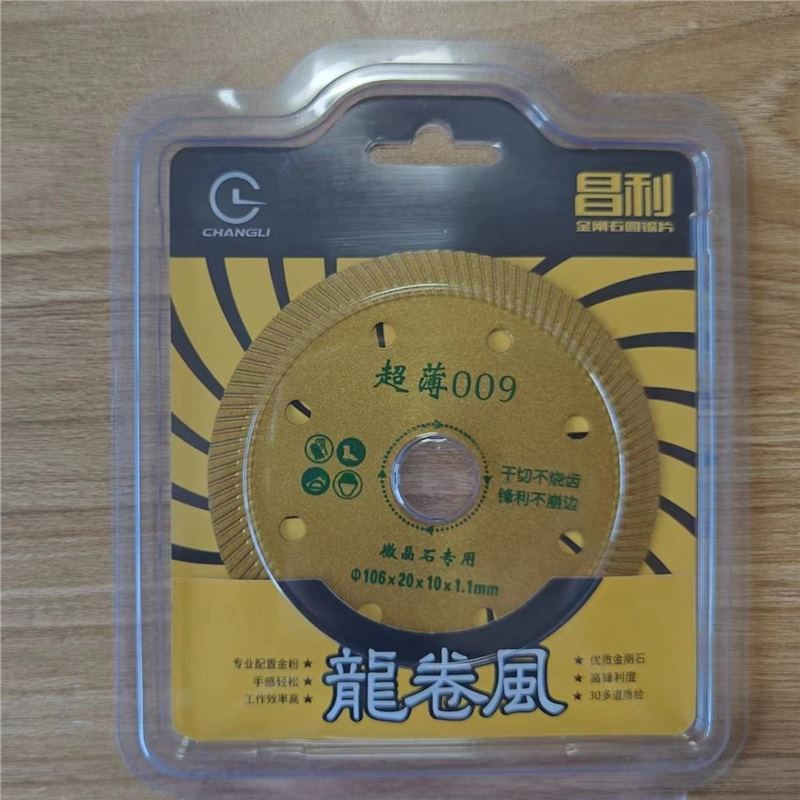 CHANGLI
昌利
金刚石圆锯片
超薄009
干切不烧齿
锋利不崩边
微晶石专用
Φ106×20×10×1.1mm
专业配置金粉★
手感轻松★
工作效率高★
龍卷風
★优质金刚石
★高锋利度
★30多道质检